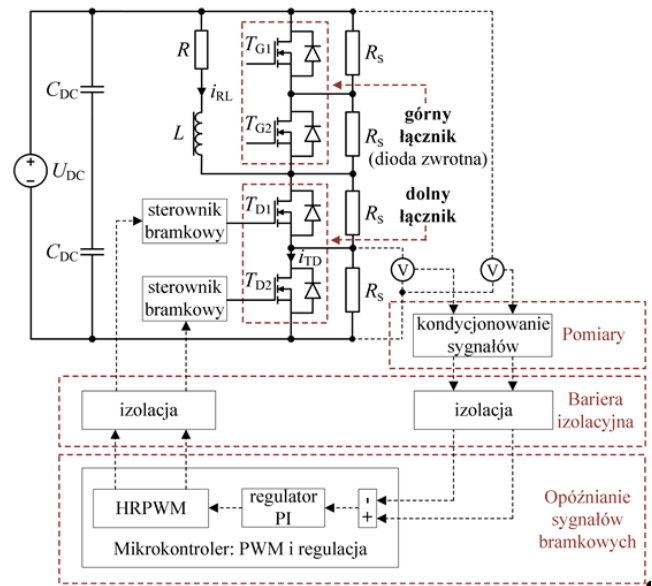 C_DC
R
T_G1
R_s
i_RL
L
T_G2
R_s
górny
łącznik
(dioda zwrotna)
U_DC
dolny
łącznik
sterownik
bramkowy
T_D1
R_s
C_DC
i_TD
sterownik
bramkowy
T_D2
R_s
V
V
kondycjonowanie
sygnałów
Pomiary
izolacja
izolacja
Bariera
izolacyjna
HRPWM
regulator
PI
-
+
Mikrokontroler: PWM i regulacja
Opóźnianie
sygnałów
bramkowych